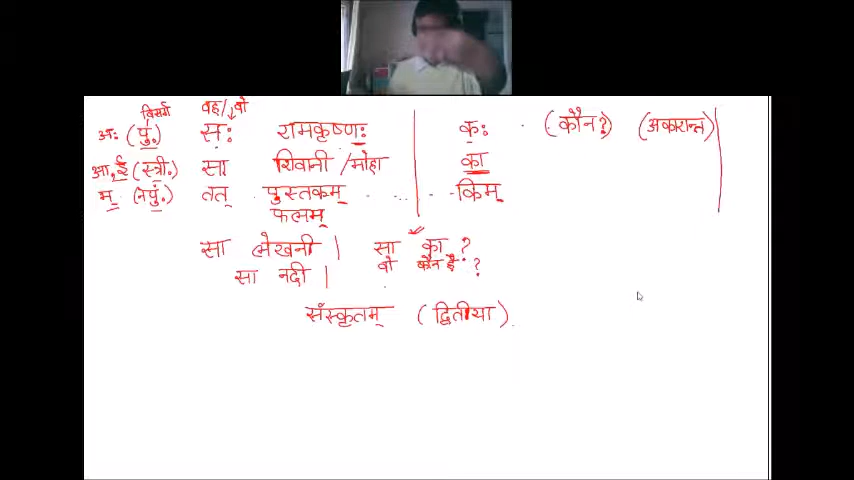 विसर्ग वह/वो
अः (पुं.) सः रामकृष्णः कः (कौन?) (अकारान्त)
आ, ई (स्त्री.) सा शिवानी /मोहा का
म् (नपुं.) तत् पुस्तकम् ... किम्
फलम्
सा लेखनी | सा का ?
सा नदी | वो कौन है ?
संस्कृतम् (द्वितीया)